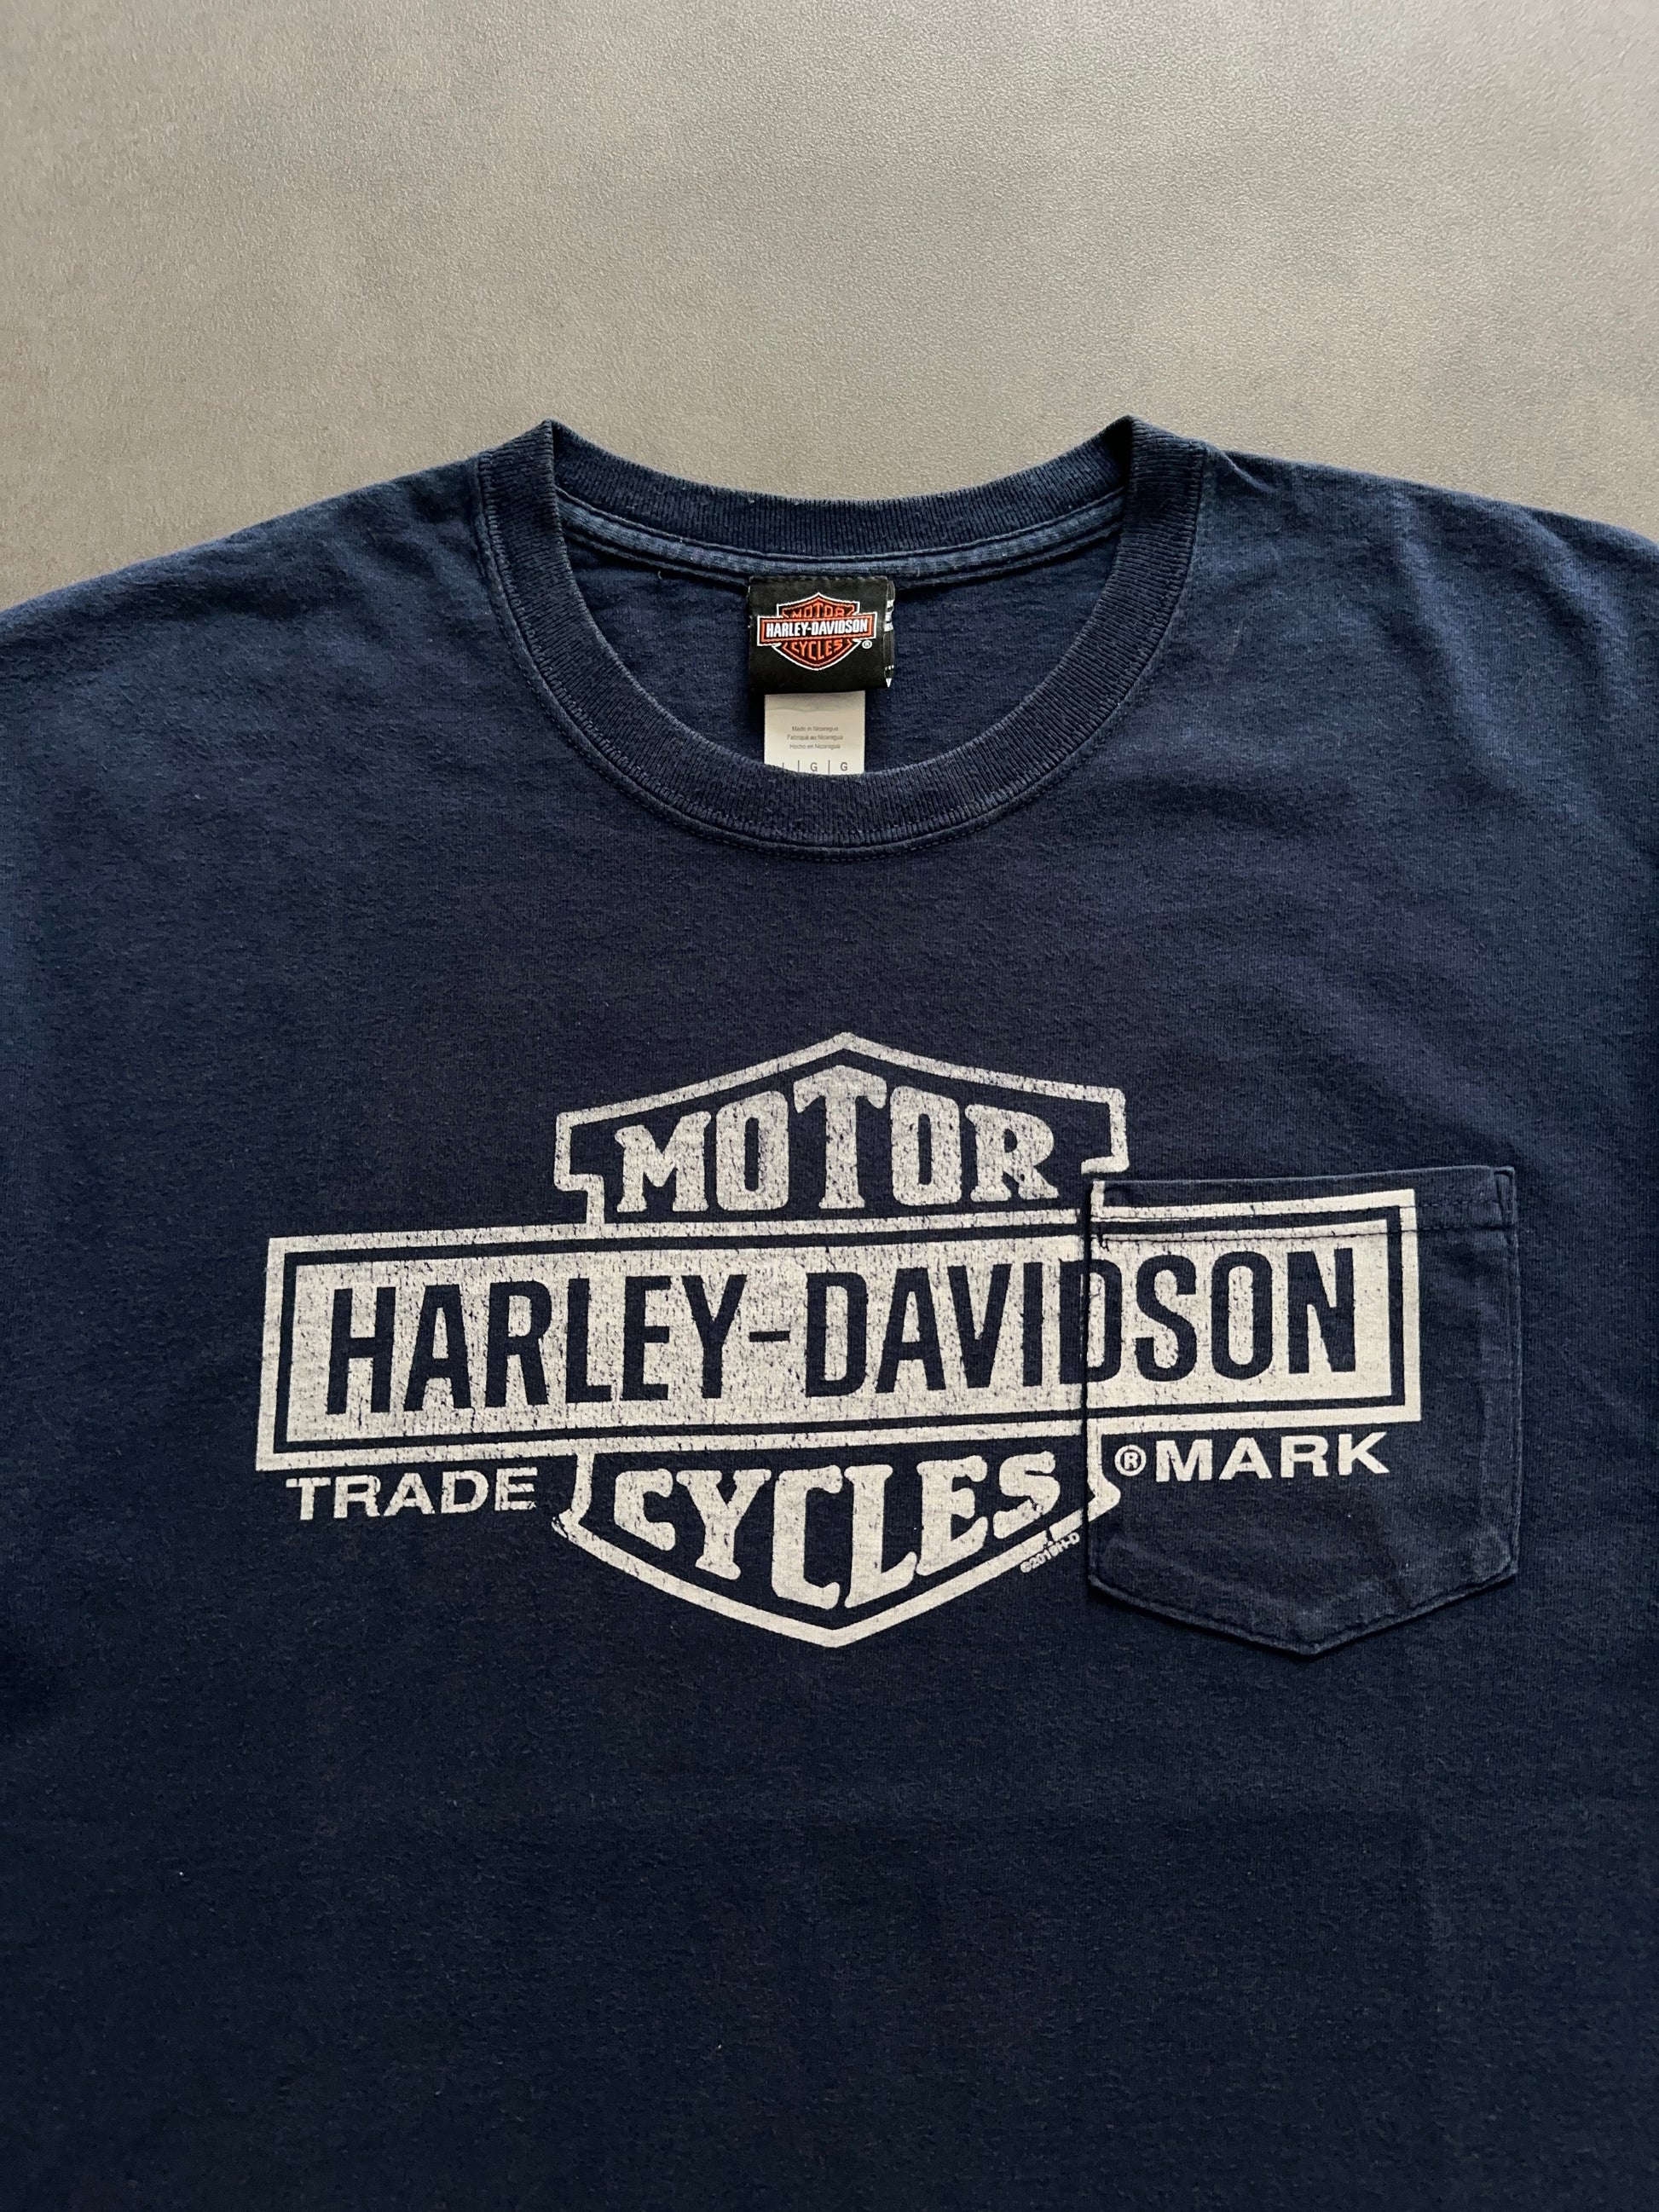 MOTOR
HARLEY-DAVIDSON
CYCLES
®
Made in Nicaragua
Fabriqué au Nicaragua
Hecho en Nicaragua
L | G | G
MOTOR
HARLEY-DAVIDSON
TRADE CYCLES ®MARK
©2019H-D